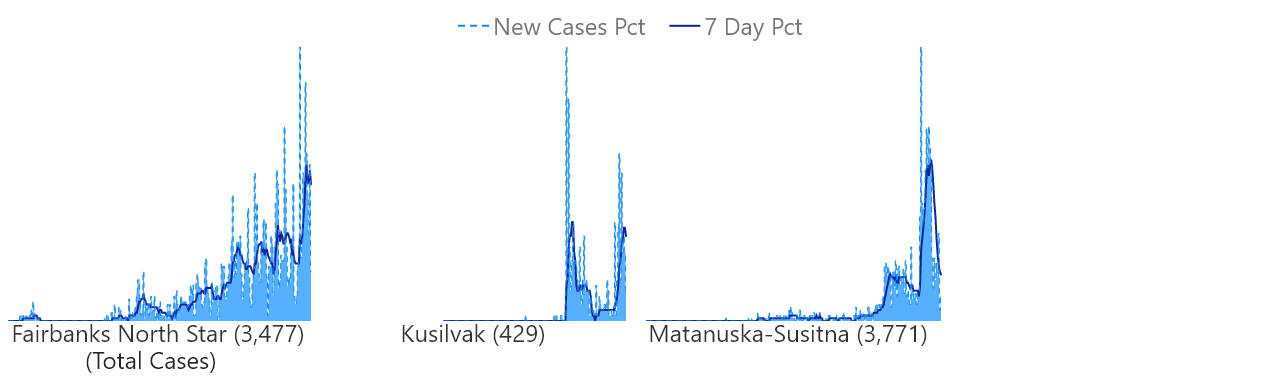 New Cases Pct 7 Day Pct
Fairbanks North Star (3,477) Kusilvak (429) Matanuska-Susitna (3,771)
(Total Cases)